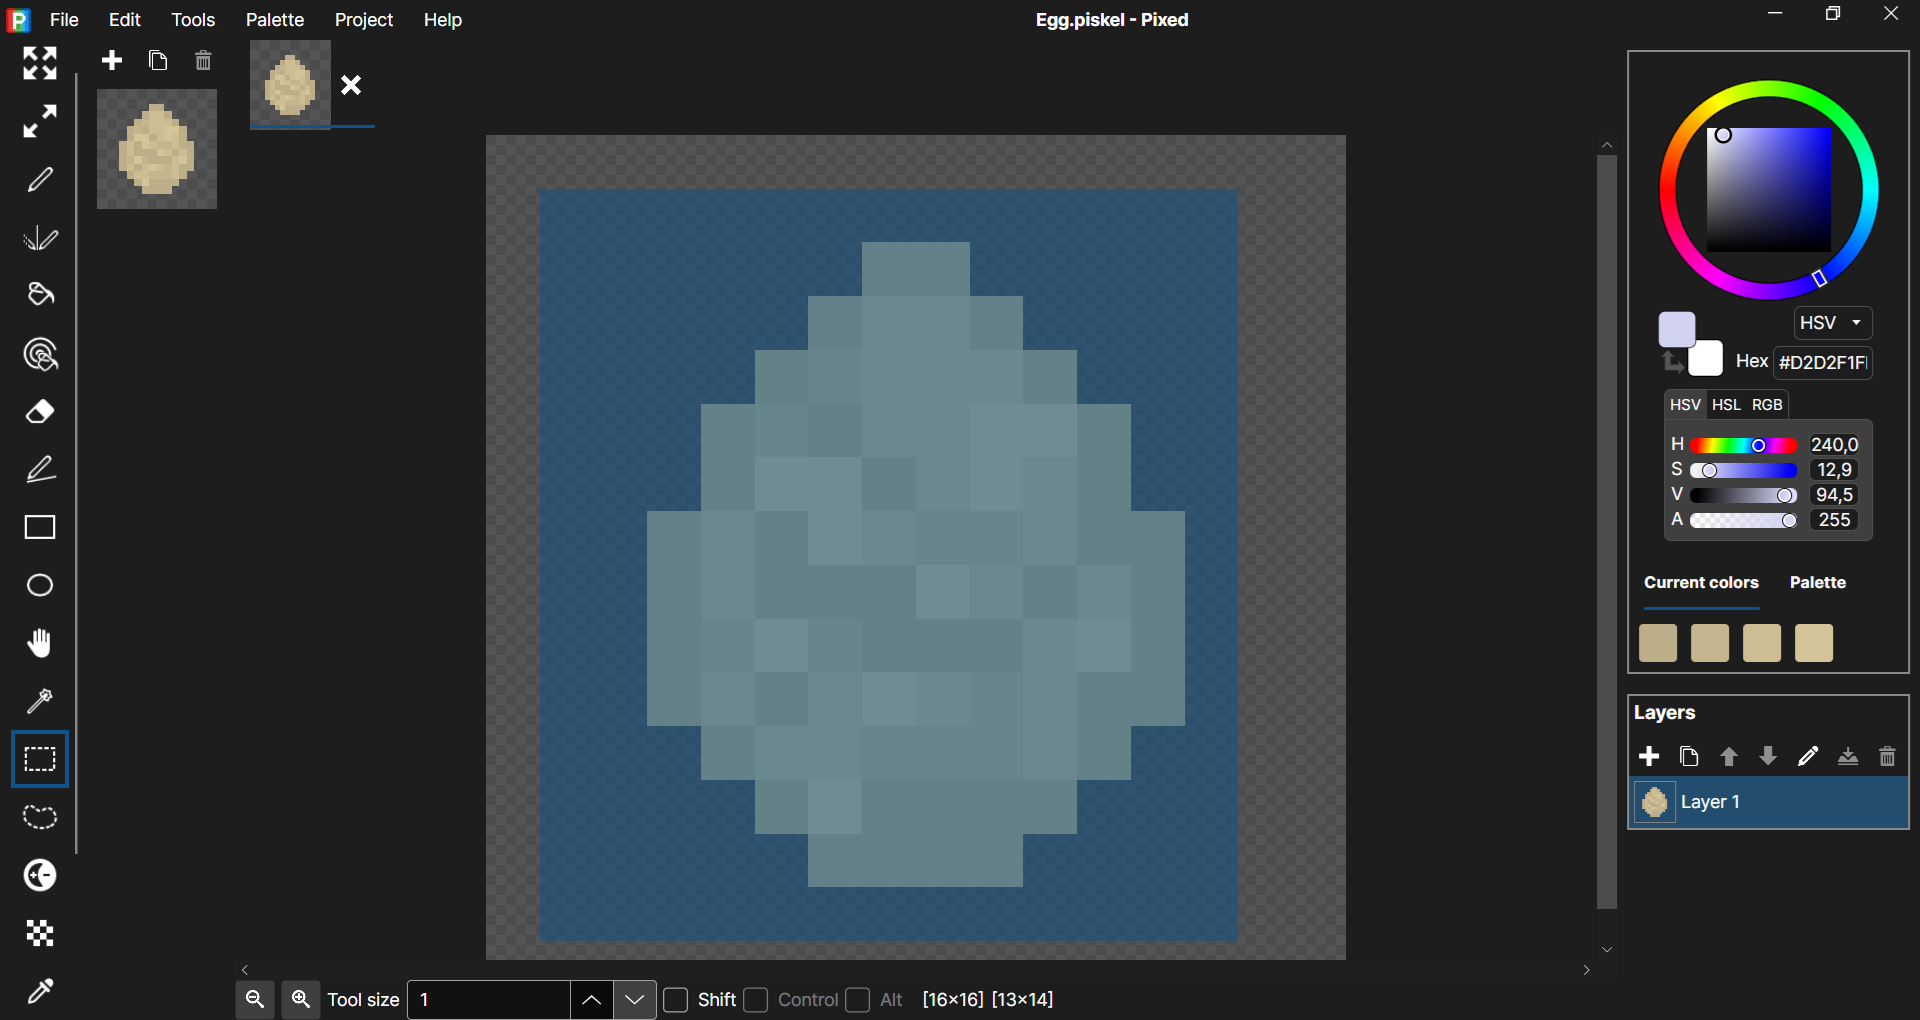 P File Edit Tools Palette Project Help
Egg.piskel - Pixed
HSV
Hex #D2D2F1F
HSV HSL RGB
H 240,0
S 12,9
V 94,5
A 255
Current colors Palette
Layers
Layer 1
Tool size 1 Shift Control Alt [16×16] [13×14]